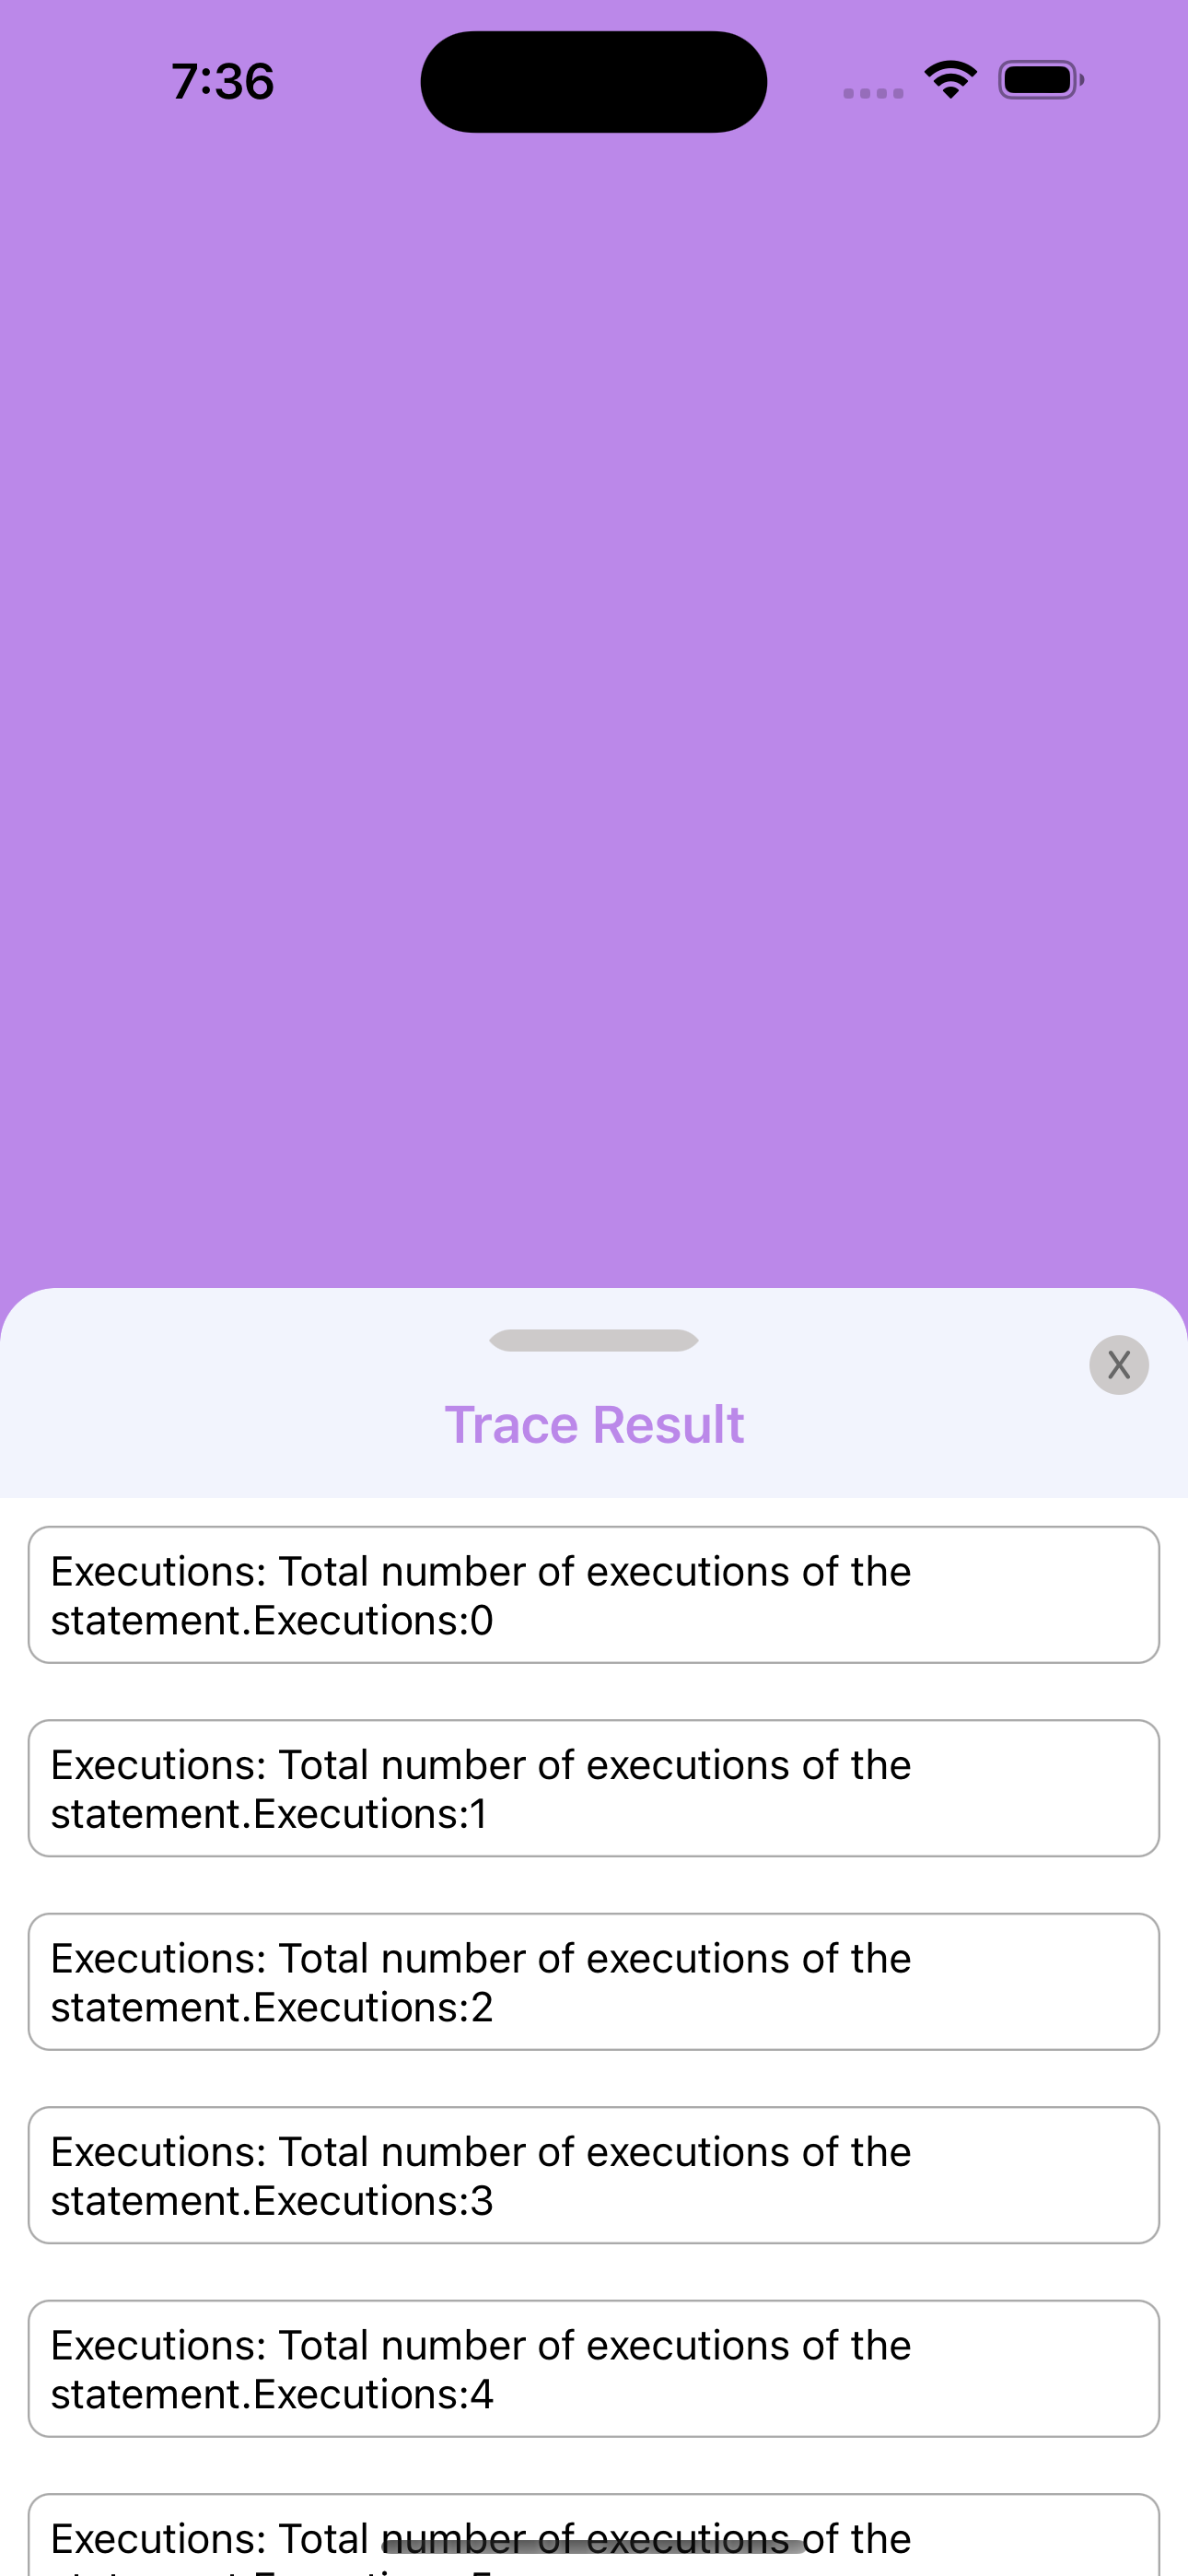 7:36
X
Trace Result
Executions: Total number of executions of the
statement.Executions:0
Executions: Total number of executions of the
statement.Executions:1
Executions: Total number of executions of the
statement.Executions:2
Executions: Total number of executions of the
statement.Executions:3
Executions: Total number of executions of the
statement.Executions:4
Executions: Total number of executions of the